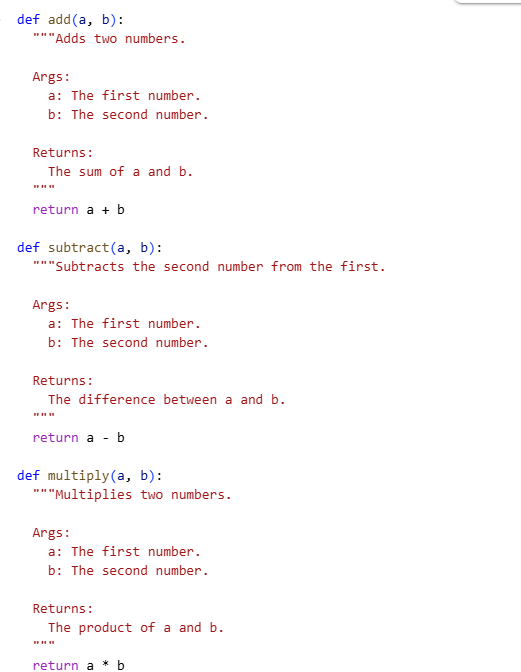 def add(a, b):
  """Adds two numbers.

  Args:
    a: The first number.
    b: The second number.

  Returns:
    The sum of a and b.
  """
  return a + b

def subtract(a, b):
  """Subtracts the second number from the first.

  Args:
    a: The first number.
    b: The second number.

  Returns:
    The difference between a and b.
  """
  return a - b

def multiply(a, b):
  """Multiplies two numbers.

  Args:
    a: The first number.
    b: The second number.

  Returns:
    The product of a and b.
  """
  return a * b